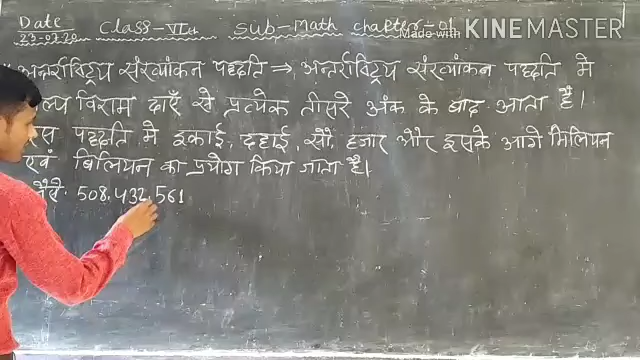 Date
23-07-20 Class-VIth Sub-Math chapter-01
Made with KINEMASTER
अन्तर्राष्ट्रिय संख्यांकन पद्धति ⇒ अन्तर्राष्ट्रिय संख्यांकन पद्धति मे
विराम दाएँ से प्रत्येक तीसरे अंक के बाद आता है।
पद्धति मे इकाई, दहाई, सौ, हजार और इसके आगे मिलियन
एवं बिलियन का प्रयोग किया जाता है।
जैसे. 508,432,561